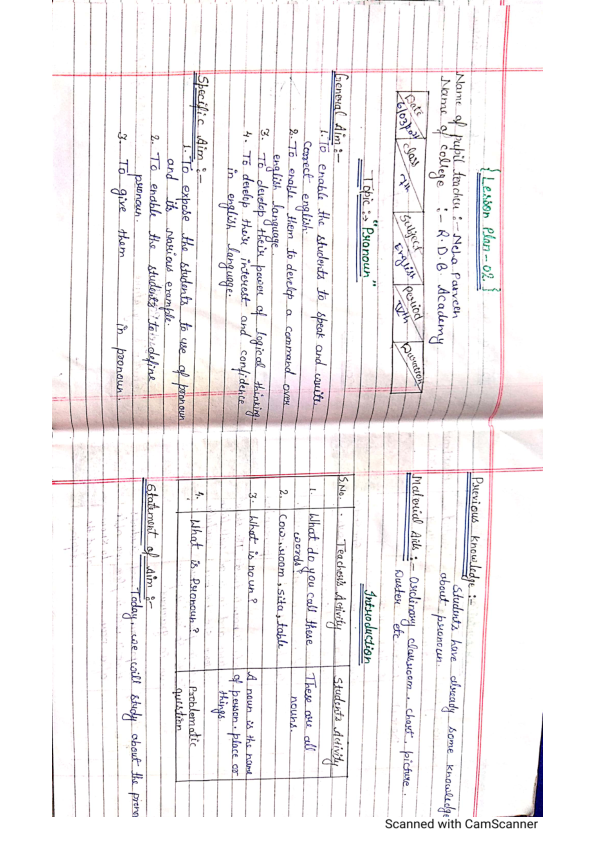 {Lesson Plan - 02}
Name of pupil teacher :- Neha Parveen
Name of college :- R.D.B. Academy
Date Class Subject Period Duration
7th English IVth
Topic :→ "Pronoun"
General Aim :-
1. To enable the students to speak and write
correct english.
2. To enable them to develop a command over
english language
3. To develop their power of logical thinking.
4. To develop their interest and confidence
in english language.
Specific Aim :-
1. To expose the students to use of pronoun
and its various example.
2. To enable the students to define
pronoun.
3. To give them in pronoun.
Previous knowledge :-
Students have already some knowledge
about pronoun.
Material Aids :- Ordinary classroom, chart, picture,
duster etc
Introduction
S.No. Teacher's Activity Student's Activity
1. What do you call these These are all
words? nouns.
2. Cow, room, sita, table
3. What is noun? A noun is the name
of person, place or
things.
4. What is Pronoun? Problematic
question
Statement of Aim :-
Today, we will study about the prono
Scanned with CamScanner